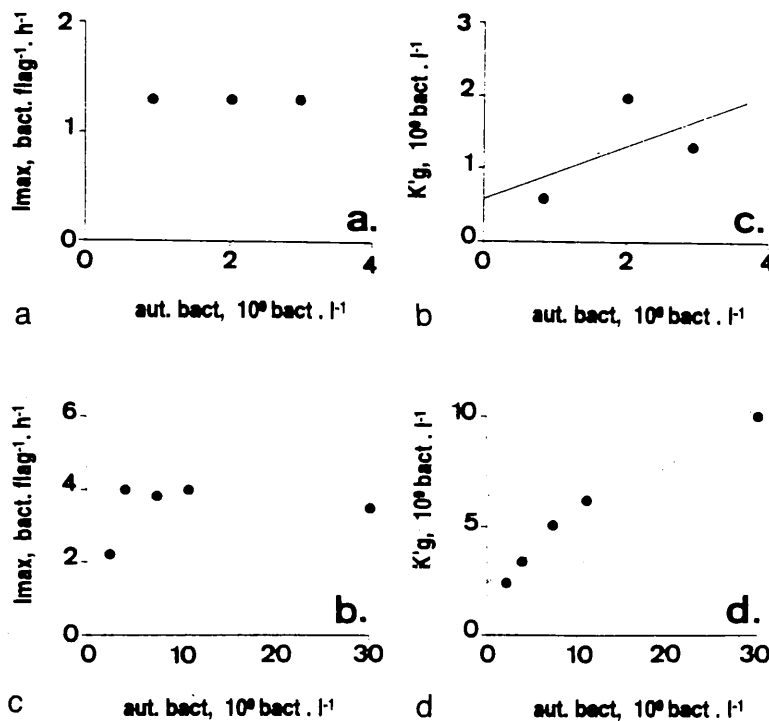 Imax, bact. flag⁻¹. h⁻¹
2
1
0
0 2 4
a.
a aut. bact, 10⁹ bact . l⁻¹
K'g, 10⁹ bact . l⁻¹
3
2
1
0
0 2 4
c.
b aut. bact, 10⁹ bact . l⁻¹
Imax, bact. flag⁻¹. h⁻¹
6
4
2
0
0 10 20 30
b.
c aut. bact, 10⁹ bact . l⁻¹
K'g, 10⁹ bact . l⁻¹
10
5
0
0 10 20 30
d.
d aut. bact, 10⁹ bact . l⁻¹